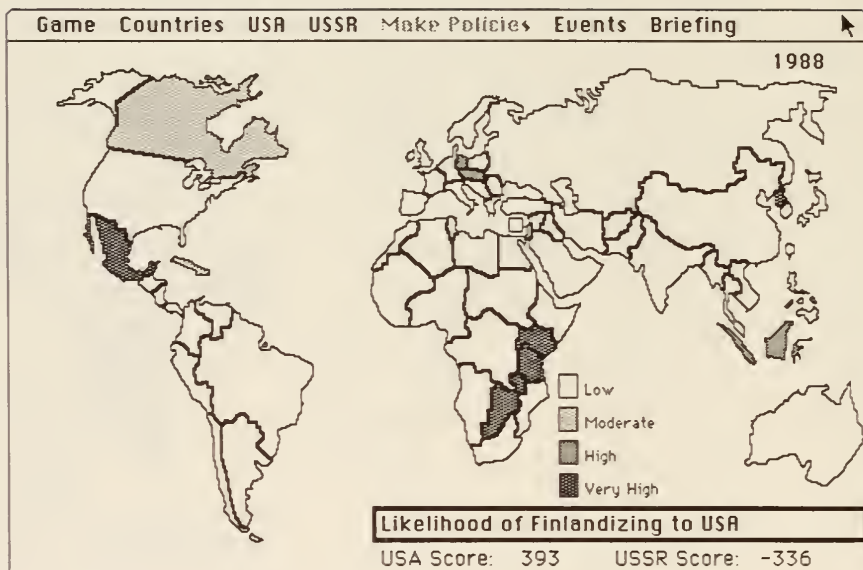 Game Countries USA USSR Make Policies Events Briefing
1988
Low
Moderate
High
Very High
Likelihood of Finlandizing to USA
USA Score: 393 USSR Score: -336